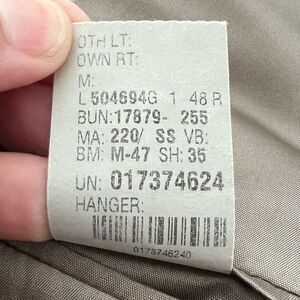 OTH LT:
OWN RT:
M:
L 504694G 1 48 R
BUN: 17879- 255
MA: 220/ SS VB:
BM: M-47 SH: 35
UN: 017374624
HANGER:
0173746240